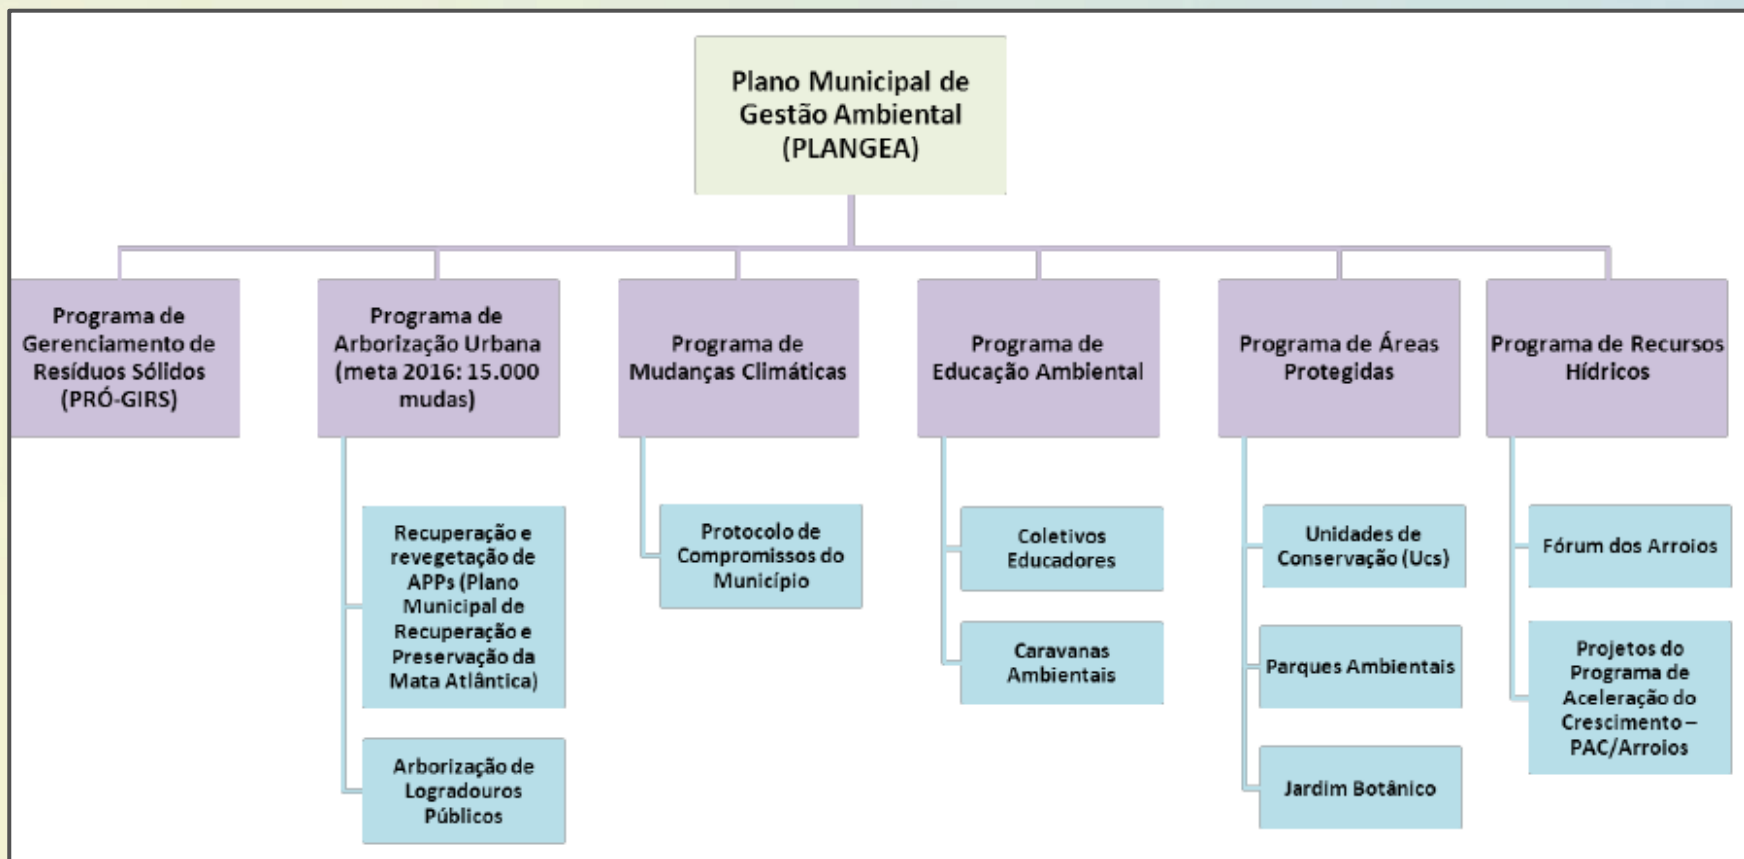 Plano Municipal de
Gestão Ambiental
(PLANGEA)
Programa de
Gerenciamento de
Resíduos Sólidos
(PRÓ-GIRS)
Programa de
Arborização Urbana
(meta 2016: 15.000
mudas)
Programa de
Mudanças Climáticas
Programa de
Educação Ambiental
Programa de Áreas
Protegidas
Programa de Recursos
Hídricos
Recuperação e
revegetação de
APPs (Plano
Municipal de
Recuperação e
Preservação da
Mata Atlântica)
Arborização de
Logradouros
Públicos
Protocolo de
Compromissos do
Município
Coletivos
Educadores
Caravanas
Ambientais
Unidades de
Conservação (Ucs)
Parques Ambientais
Jardim Botânico
Fórum dos Arroios
Projetos do
Programa de
Aceleração do
Crescimento –
PAC/Arroios